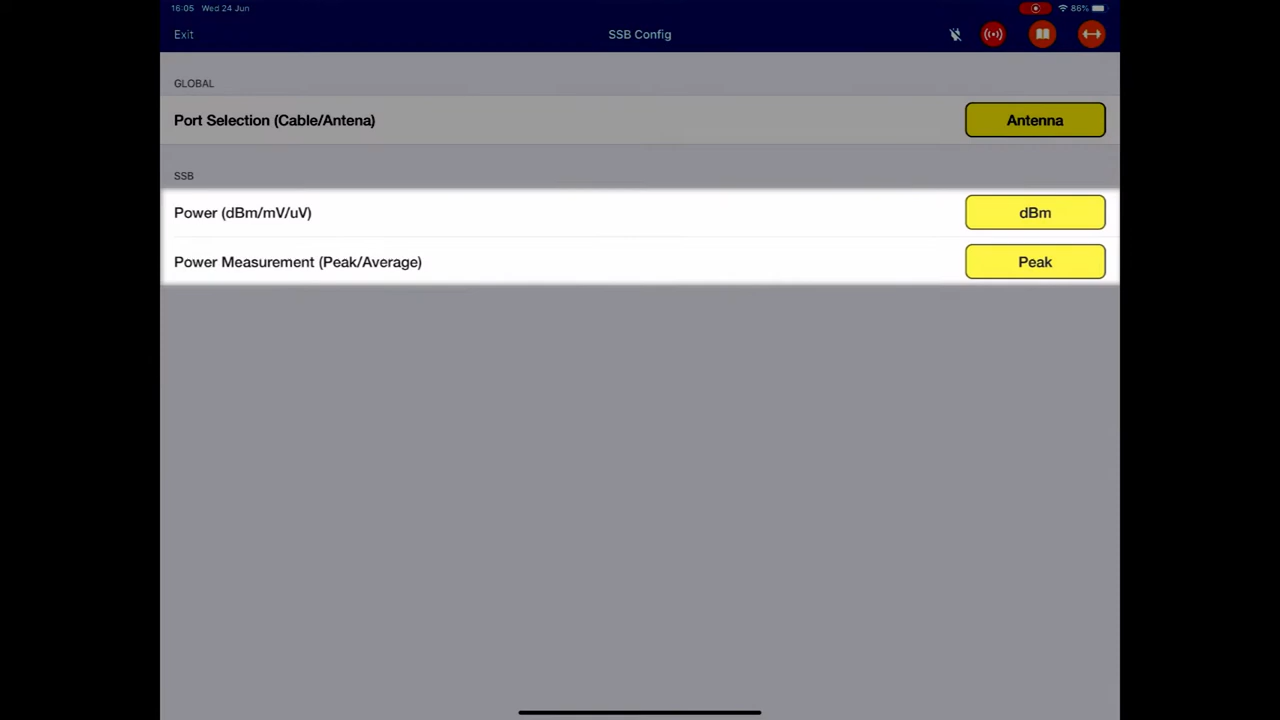 16:05 Wed 24 Jun 86%
Exit SSB Config
GLOBAL
Port Selection (Cable/Antena) Antenna
SSB
Power (dBm/mV/uV) dBm
Power Measurement (Peak/Average) Peak